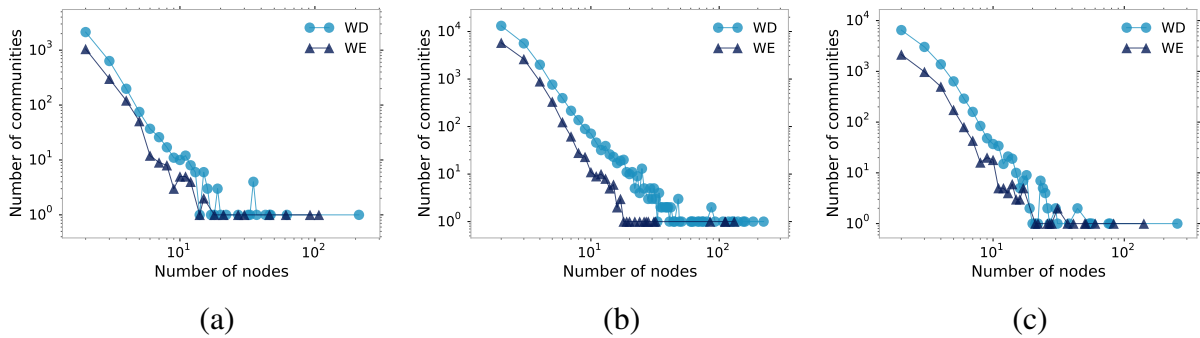 Number of communities
10^3
10^2
10^1
10^0
10^1
10^2
Number of nodes
WD
WE
(a)
Number of communities
10^4
10^3
10^2
10^1
10^0
10^1
10^2
Number of nodes
WD
WE
(b)
Number of communities
10^4
10^3
10^2
10^1
10^0
10^1
10^2
Number of nodes
WD
WE
(c)